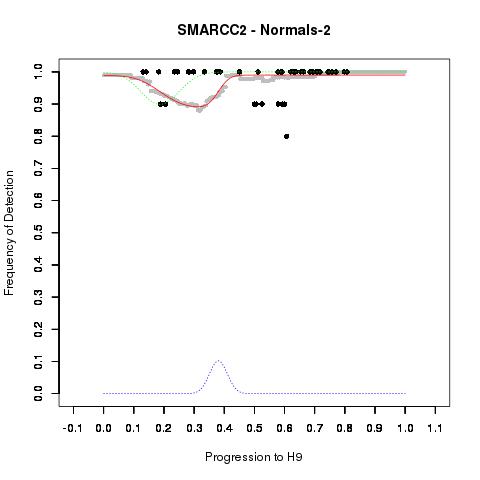 SMARCC2 - Normals-2
Frequency of Detection
1.0
0.9
0.8
0.7
0.6
0.5
0.4
0.3
0.2
0.1
0.0
-0.1 0.0 0.1 0.2 0.3 0.4 0.5 0.6 0.7 0.8 0.9 1.0 1.1
Progression to H9